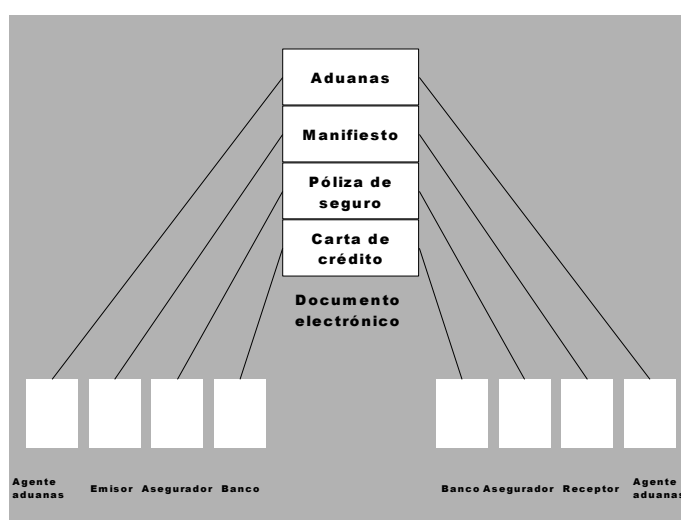 Aduanas
Manifiesto
Póliza de
seguro
Carta de
crédito
Documento
electrónico
Agente
aduanas
Emisor
Asegurador
Banco
Banco
Asegurador
Receptor
Agente
aduanas